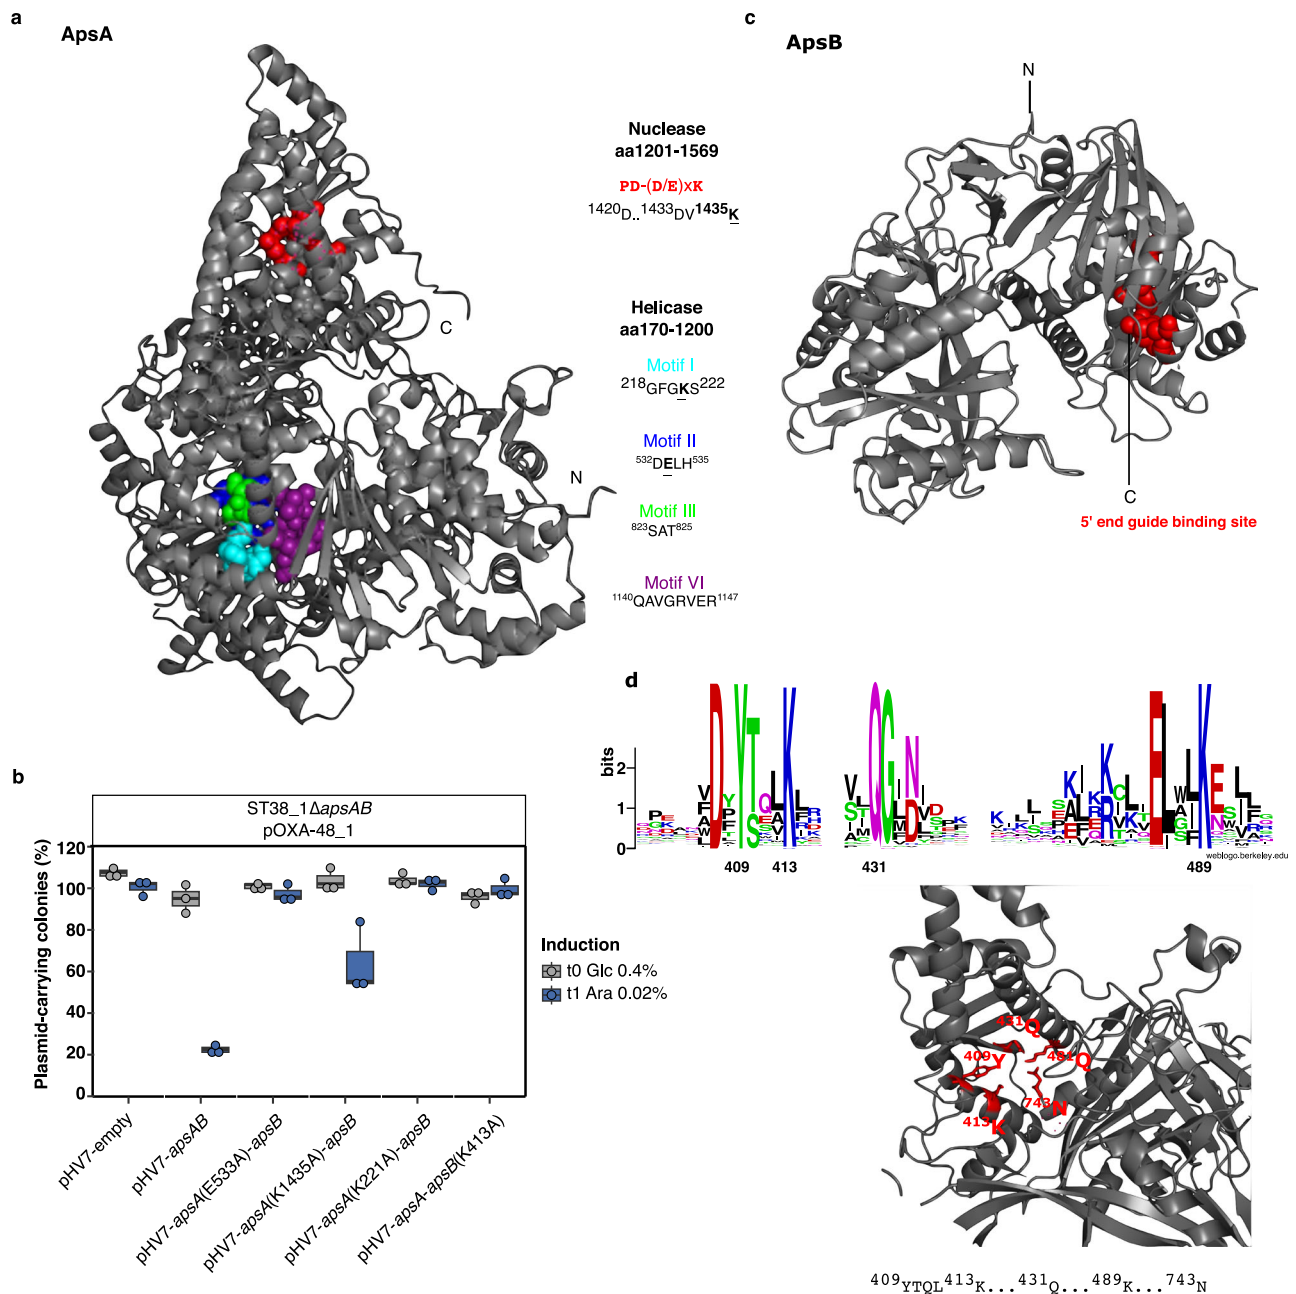 a
ApsA
Nuclease
aa1201-1569
PD-(D/E)xK
1420D..1433DV1435K
Helicase
aa170-1200
Motif I
218GFGKS222
Motif II
532DELH535
Motif III
823SAT825
Motif VI
1140QAVGRVER1147
C
N
c
ApsB
N
C
5' end guide binding site
b
ST38_1ΔapsAB
pOXA-48_1
Plasmid-carrying colonies (%)
120
100
80
60
40
20
0
pHV7-empty
pHV7-apsAB
pHV7-apsA(E533A)-apsB
pHV7-apsA(K1435A)-apsB
pHV7-apsA(K221A)-apsB
pHV7-apsA-apsB(K413A)
Induction
t0 Glc 0.4%
t1 Ara 0.02%
d
bits
2
1
0
409
413
431
489
weblogo.berkeley.edu
431Q
409Y
481Q
743N
413K
409YTQL413K...431Q...489K...743N